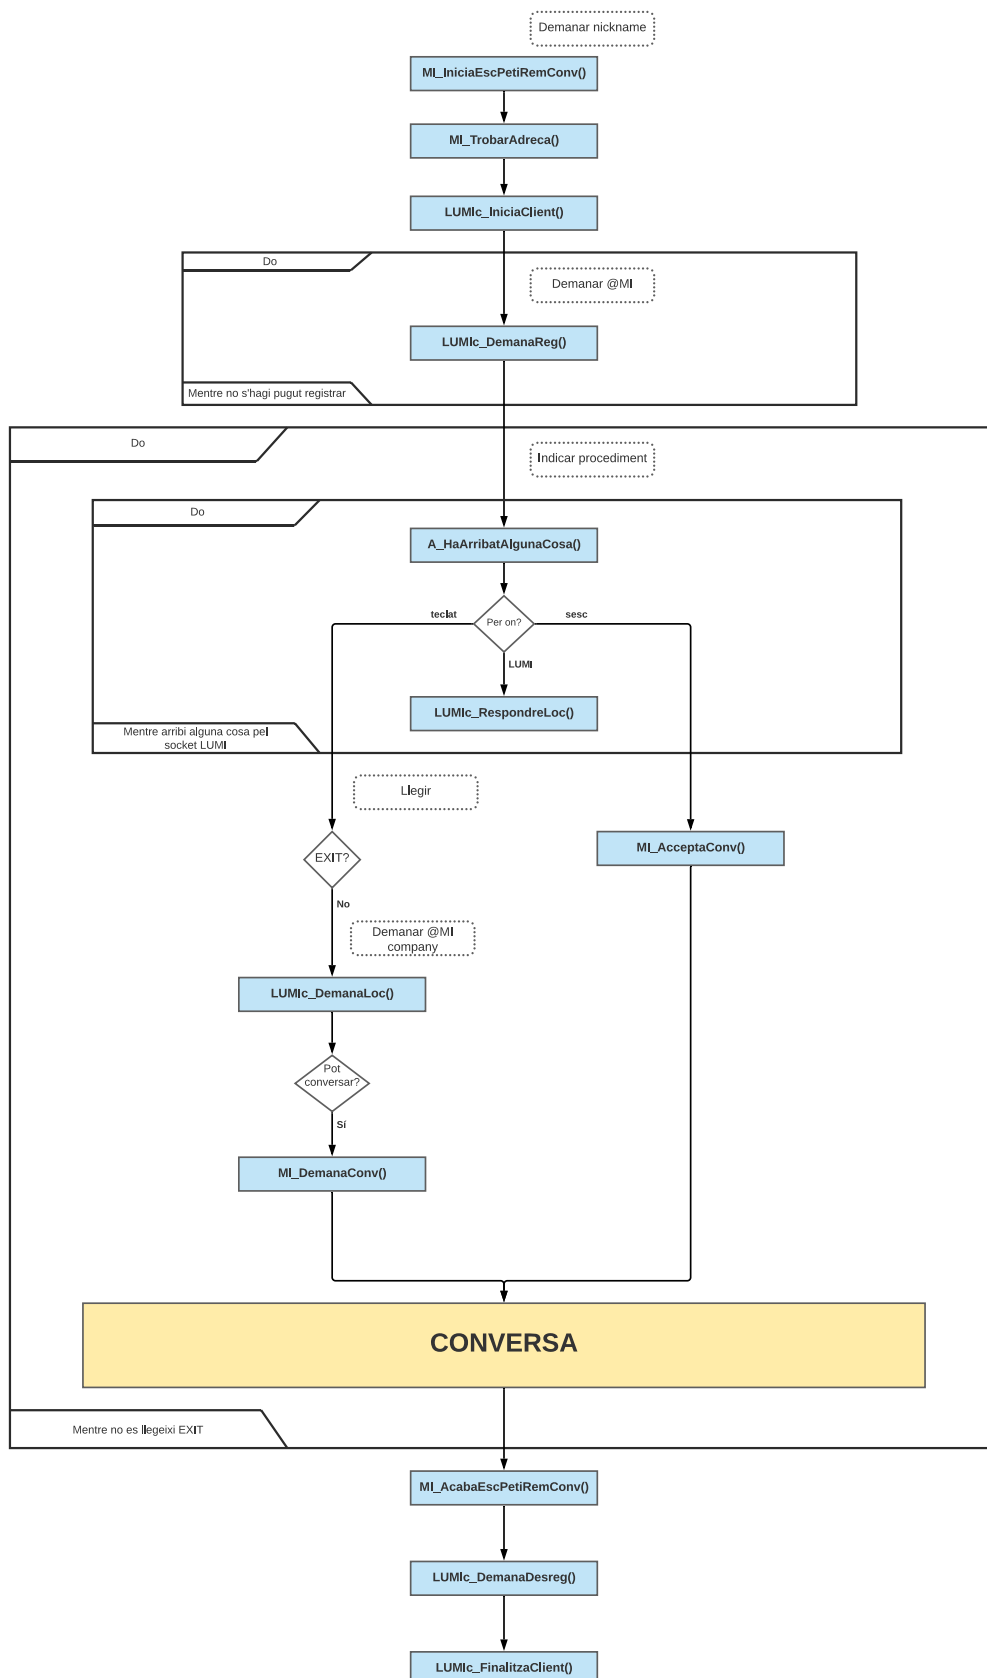 Demanar nickname
MI_IniciaEscPetiRemConv()
MI_TrobarAdreca()
LUMIc_IniciaClient()
Do
Demanar @MI
LUMIc_DemanaReg()
Mentre no s'hagi pugut registrar
Do
Indicar procediment
Do
A_HaArribatAlgunaCosa()
teclat
Per on?
sesc
LUMI
LUMIc_RespondreLoc()
Mentre arribi alguna cosa pel
socket LUMI
Llegir
EXIT?
MI_AcceptaConv()
No
Demanar @MI
company
LUMIc_DemanaLoc()
Pot
conversar?
Sí
MI_DemanaConv()
CONVERSA
Mentre no es llegeixi EXIT
MI_AcabaEscPetiRemConv()
LUMIc_DemanaDesreg()
LUMIc_FinalitzaClient()